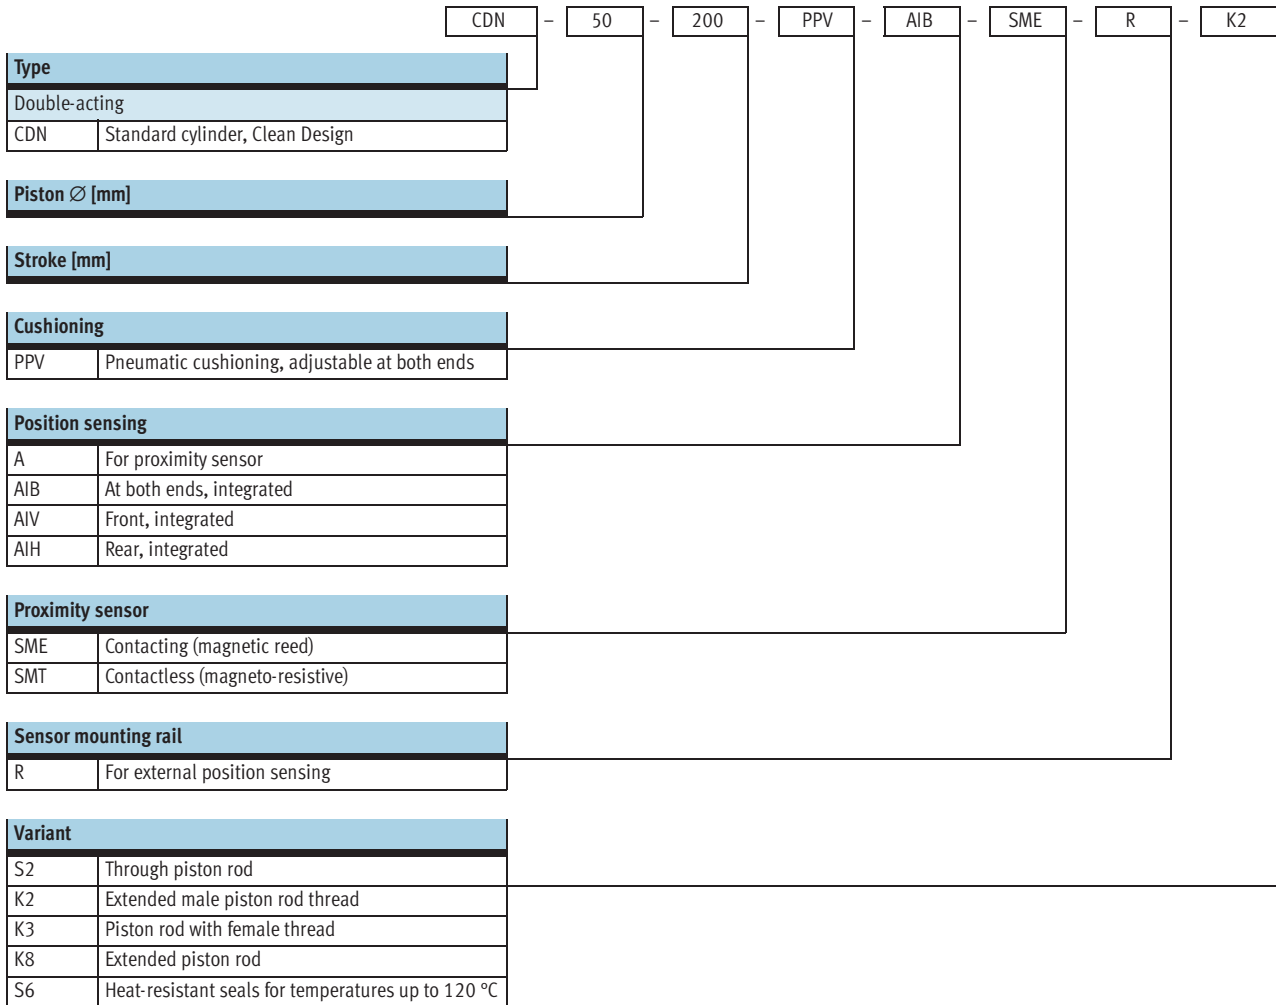 CDN – 50 – 200 – PPV – AIB – SME – R – K2
Type
Double-acting
CDN Standard cylinder, Clean Design
Piston ∅ [mm]
Stroke [mm]
Cushioning
PPV Pneumatic cushioning, adjustable at both ends
Position sensing
A For proximity sensor
AIB At both ends, integrated
AIV Front, integrated
AIH Rear, integrated
Proximity sensor
SME Contacting (magnetic reed)
SMT Contactless (magneto-resistive)
Sensor mounting rail
R For external position sensing
Variant
S2 Through piston rod
K2 Extended male piston rod thread
K3 Piston rod with female thread
K8 Extended piston rod
S6 Heat-resistant seals for temperatures up to 120 °C